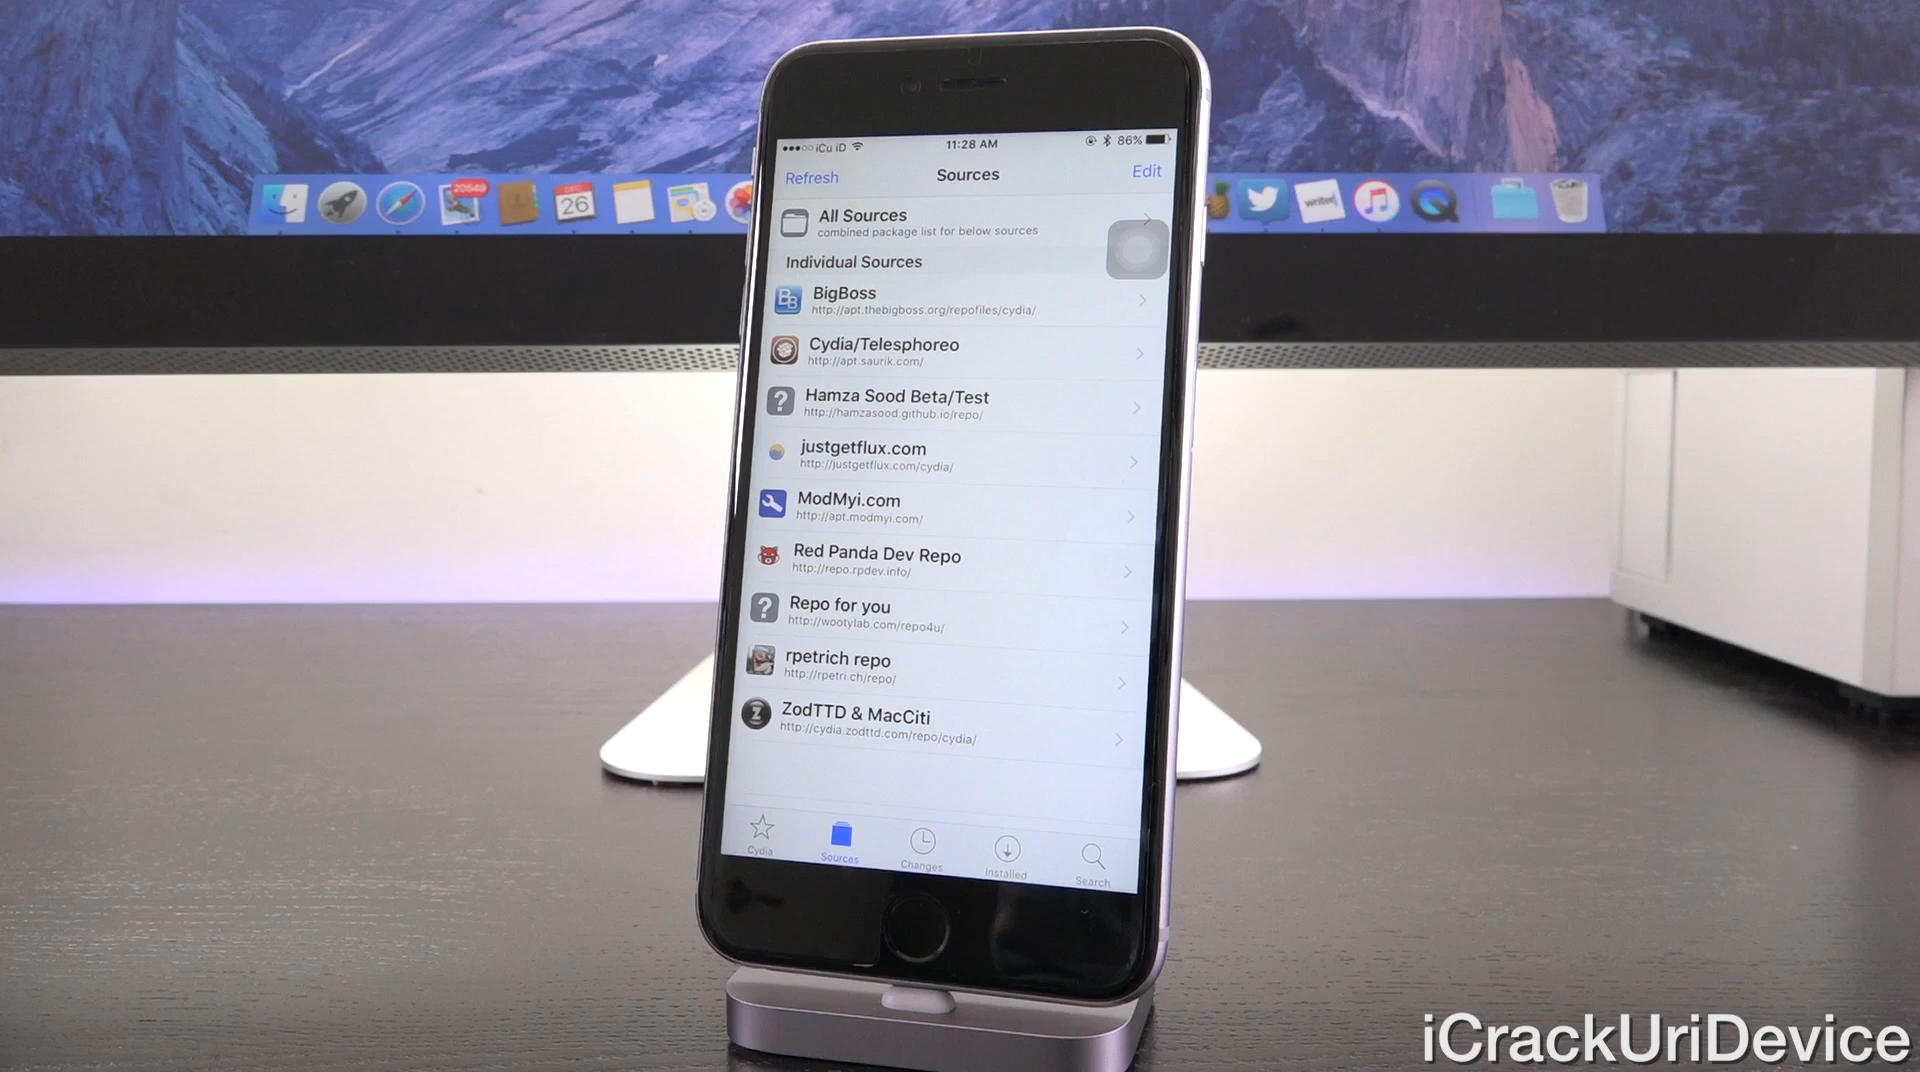 20549
DEC
26
writer
iCu iD
11:28 AM
86%
Refresh
Sources
Edit
All Sources
combined package list for below sources
Individual Sources
BB
BigBoss
http://apt.thebigboss.org/repofiles/cydia/
Cydia/Telesphoreo
http://apt.saurik.com/
?
Hamza Sood Beta/Test
http://hamzasood.github.io/repo/
justgetflux.com
http://justgetflux.com/cydia/
ModMyi.com
http://apt.modmyi.com/
Red Panda Dev Repo
http://repo.rpdev.info/
?
Repo for you
http://wootylab.com/repo4u/
rpetrich repo
http://rpetri.ch/repo/
Z
ZodTTD & MacCiti
http://cydia.zodttd.com/repo/cydia/
Cydia
Sources
Changes
Installed
Search
iCrackUriDevice